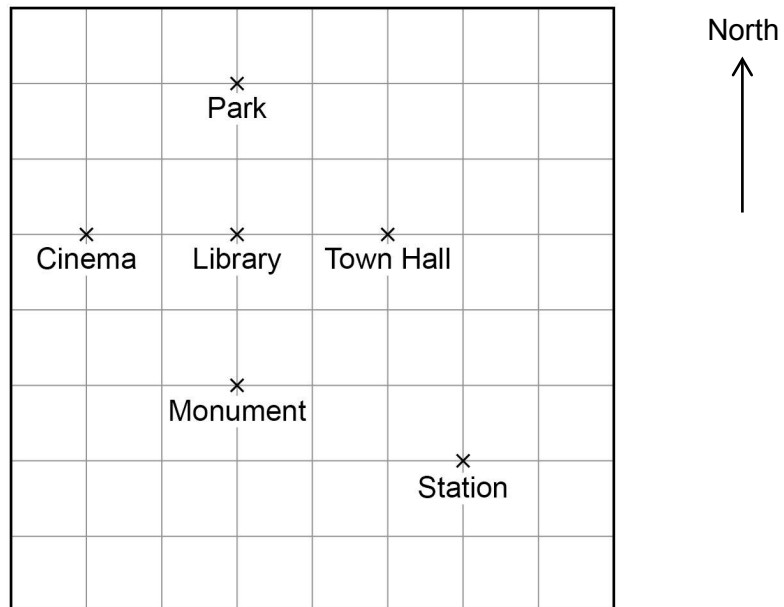 North
Park
Cinema
Library
Town Hall
Monument
Station